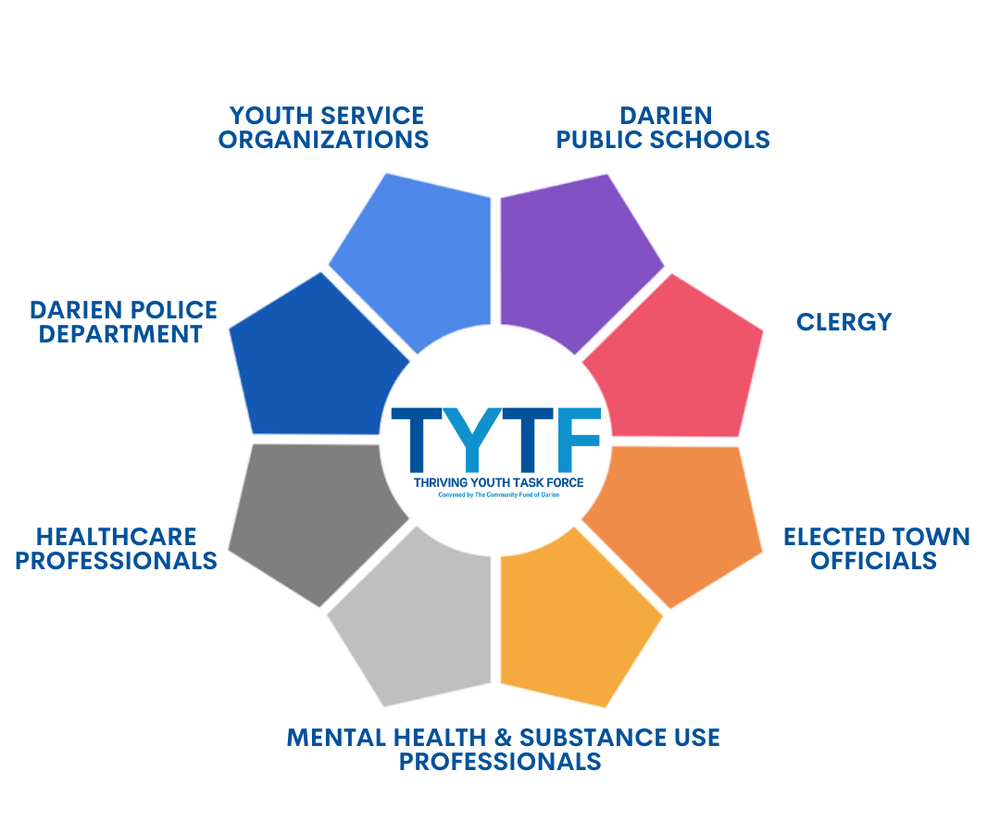 YOUTH SERVICE
ORGANIZATIONS
DARIEN
PUBLIC SCHOOLS
DARIEN POLICE
DEPARTMENT
CLERGY
TYTF
THRIVING YOUTH TASK FORCE
Convened by The Community Fund of Darien
HEALTHCARE
PROFESSIONALS
ELECTED TOWN
OFFICIALS
MENTAL HEALTH & SUBSTANCE USE
PROFESSIONALS